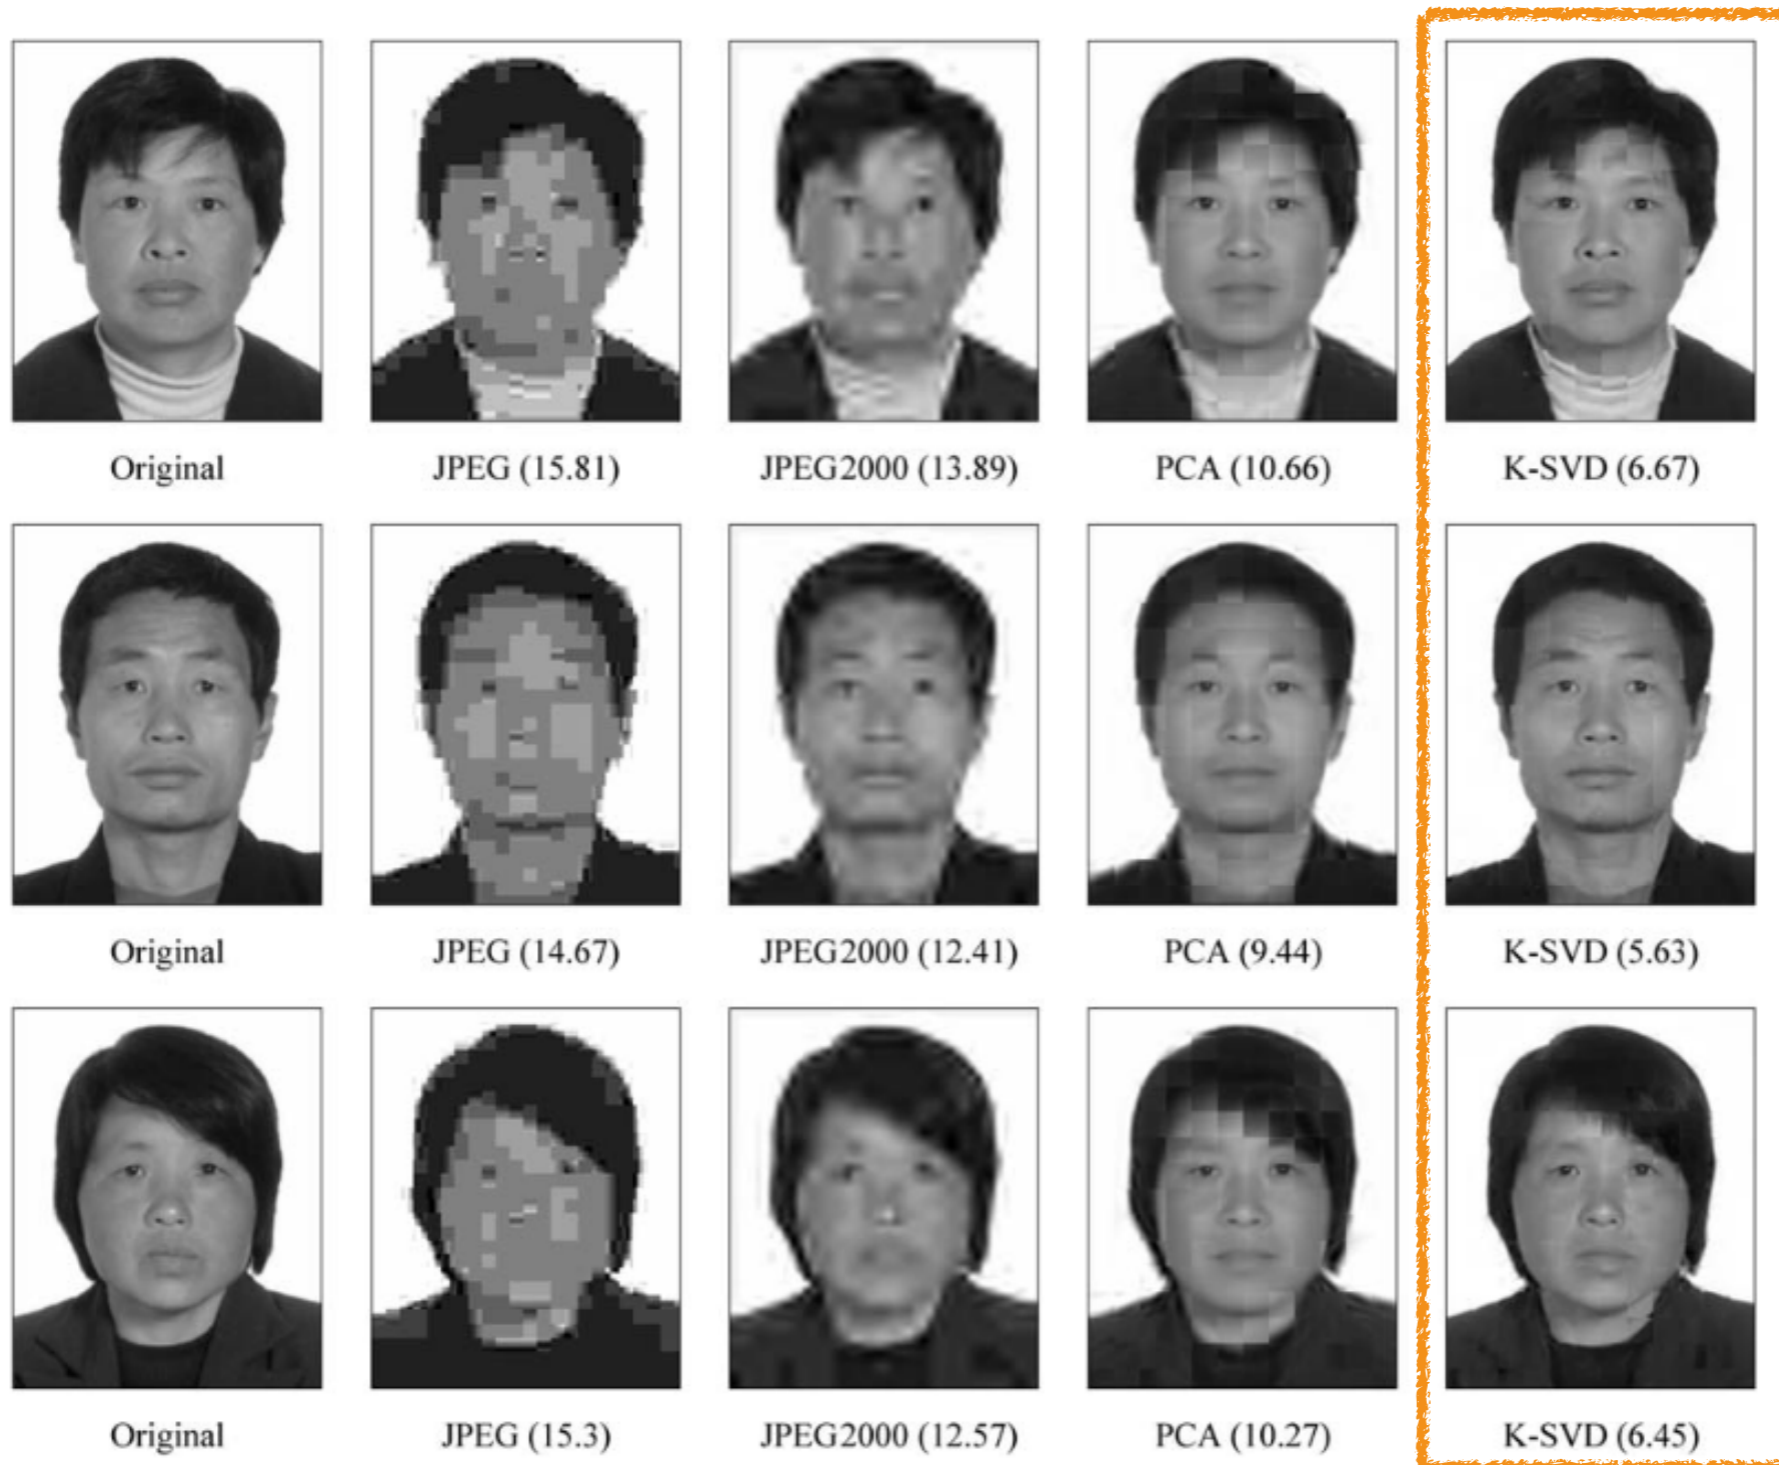 Original JPEG (15.81) JPEG2000 (13.89) PCA (10.66) K-SVD (6.67)
Original JPEG (14.67) JPEG2000 (12.41) PCA (9.44) K-SVD (5.63)
Original JPEG (15.3) JPEG2000 (12.57) PCA (10.27) K-SVD (6.45)